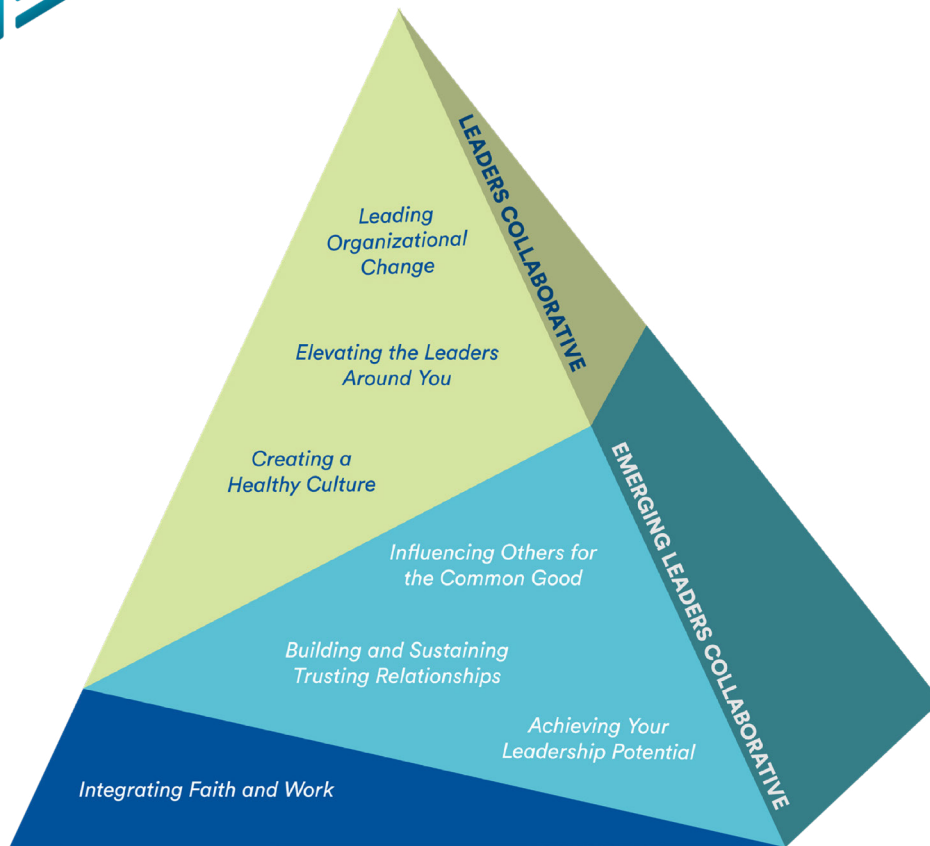 LEADERS COLLABORATIVE
Leading
Organizational
Change
Elevating the Leaders
Around You
Creating a
Healthy Culture
EMERGING LEADERS COLLABORATIVE
Influencing Others for
the Common Good
Building and Sustaining
Trusting Relationships
Achieving Your
Leadership Potential
Integrating Faith and Work